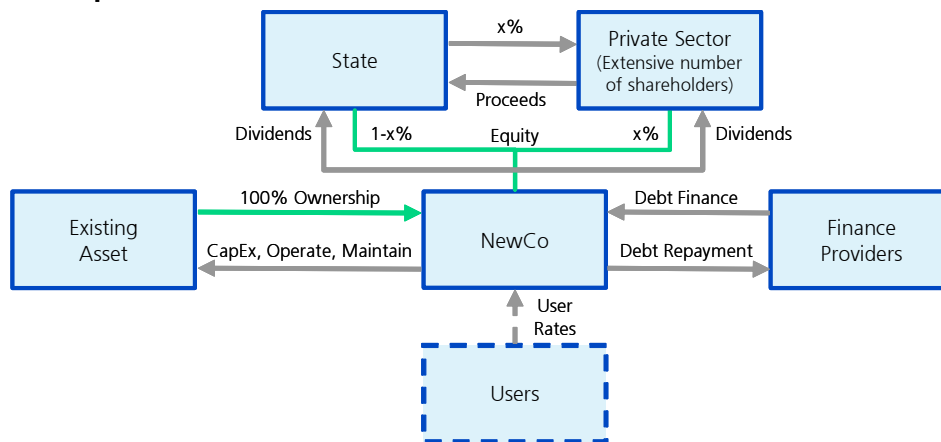 x%
State
Private Sector
(Extensive number
of shareholders)
Proceeds
Dividends
1-x%
Equity
x%
Dividends
100% Ownership
Debt Finance
Existing
Asset
NewCo
Finance
Providers
CapEx, Operate, Maintain
Debt Repayment
User
Rates
Users